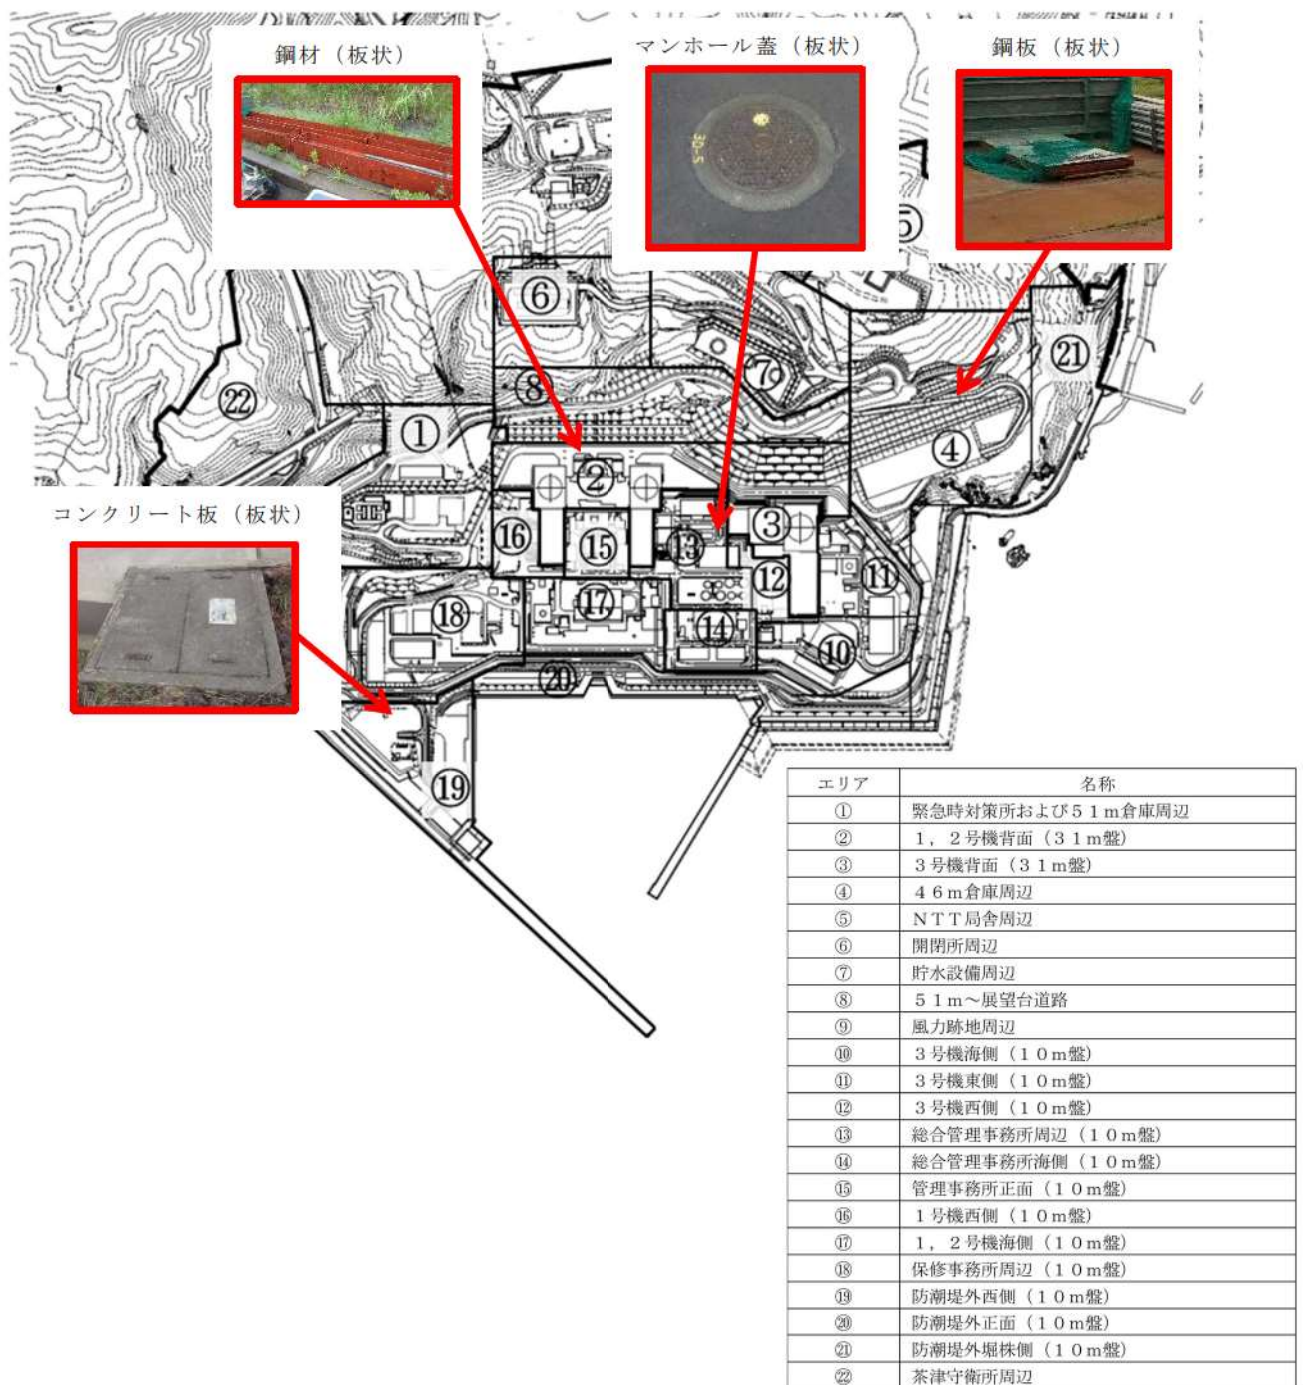 鋼材（板状）
マンホール蓋（板状）
鋼板（板状）
30-5
⑤
⑥
⑦
㉑
⑧
㉒
①
④
②
コンクリート板（板状）
③
⑯
⑮
⑬
⑫
⑪
⑱
⑰
⑭
⑩
⑳
⑲
エリア 名称
① 緊急時対策所および５１ｍ倉庫周辺
② １，２号機背面（３１ｍ盤）
③ ３号機背面（３１ｍ盤）
④ ４６ｍ倉庫周辺
⑤ ＮＴＴ局舎周辺
⑥ 開閉所周辺
⑦ 貯水設備周辺
⑧ ５１ｍ～展望台道路
⑨ 風力跡地周辺
⑩ ３号機海側（１０ｍ盤）
⑪ ３号機東側（１０ｍ盤）
⑫ ３号機西側（１０ｍ盤）
⑬ 総合管理事務所周辺（１０ｍ盤）
⑭ 総合管理事務所海側（１０ｍ盤）
⑮ 管理事務所正面（１０ｍ盤）
⑯ １号機西側（１０ｍ盤）
⑰ １，２号機海側（１０ｍ盤）
⑱ 保修事務所周辺（１０ｍ盤）
⑲ 防潮堤外西側（１０ｍ盤）
⑳ 防潮堤外正面（１０ｍ盤）
㉑ 防潮堤外堀株側（１０ｍ盤）
㉒ 茶津守衛所周辺